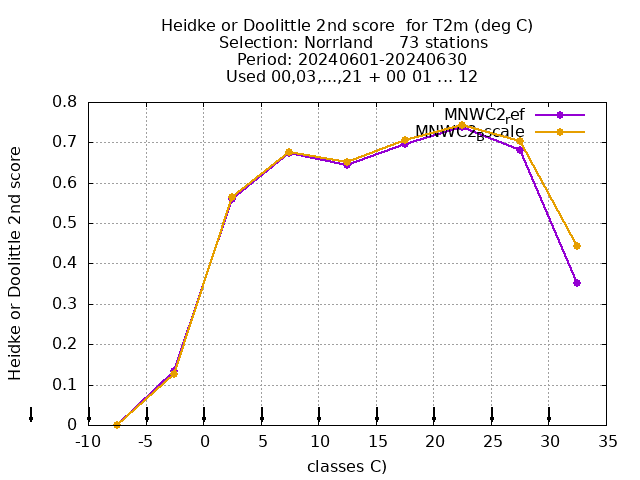 Heidke or Doolittle 2nd score  for T2m (deg C)
Selection: Norrland     73 stations
Period: 20240601-20240630
Used 00,03,...,21 + 00 01 ... 12
MNWC2_ref
MNWC2_gscale
Heidke or Doolittle 2nd score
0.8
0.7
0.6
0.5
0.4
0.3
0.2
0.1
0
-10 -5 0 5 10 15 20 25 30 35
classes C)